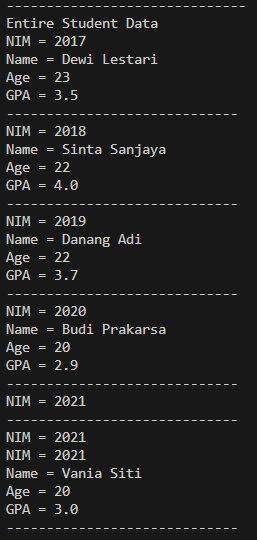 ------------------------------
Entire Student Data
NIM = 2017
Name = Dewi Lestari
Age = 23
GPA = 3.5
-----------------------------
NIM = 2018
Name = Sinta Sanjaya
Age = 22
GPA = 4.0
-----------------------------
NIM = 2019
Name = Danang Adi
Age = 22
GPA = 3.7
-----------------------------
NIM = 2020
Name = Budi Prakarsa
Age = 20
GPA = 2.9
-----------------------------
NIM = 2021
-----------------------------
NIM = 2021
NIM = 2021
Name = Vania Siti
Age = 20
GPA = 3.0
-----------------------------